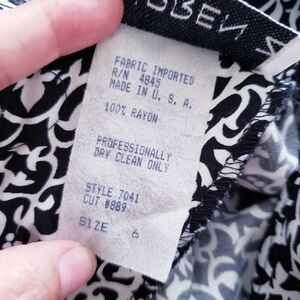 FABRIC IMPORTED
R/N 4843
MADE IN U. S. A.
100% RAYON
PROFESSIONALLY
DRY CLEAN ONLY
STYLE 7041
CUT #889
SIZE 6